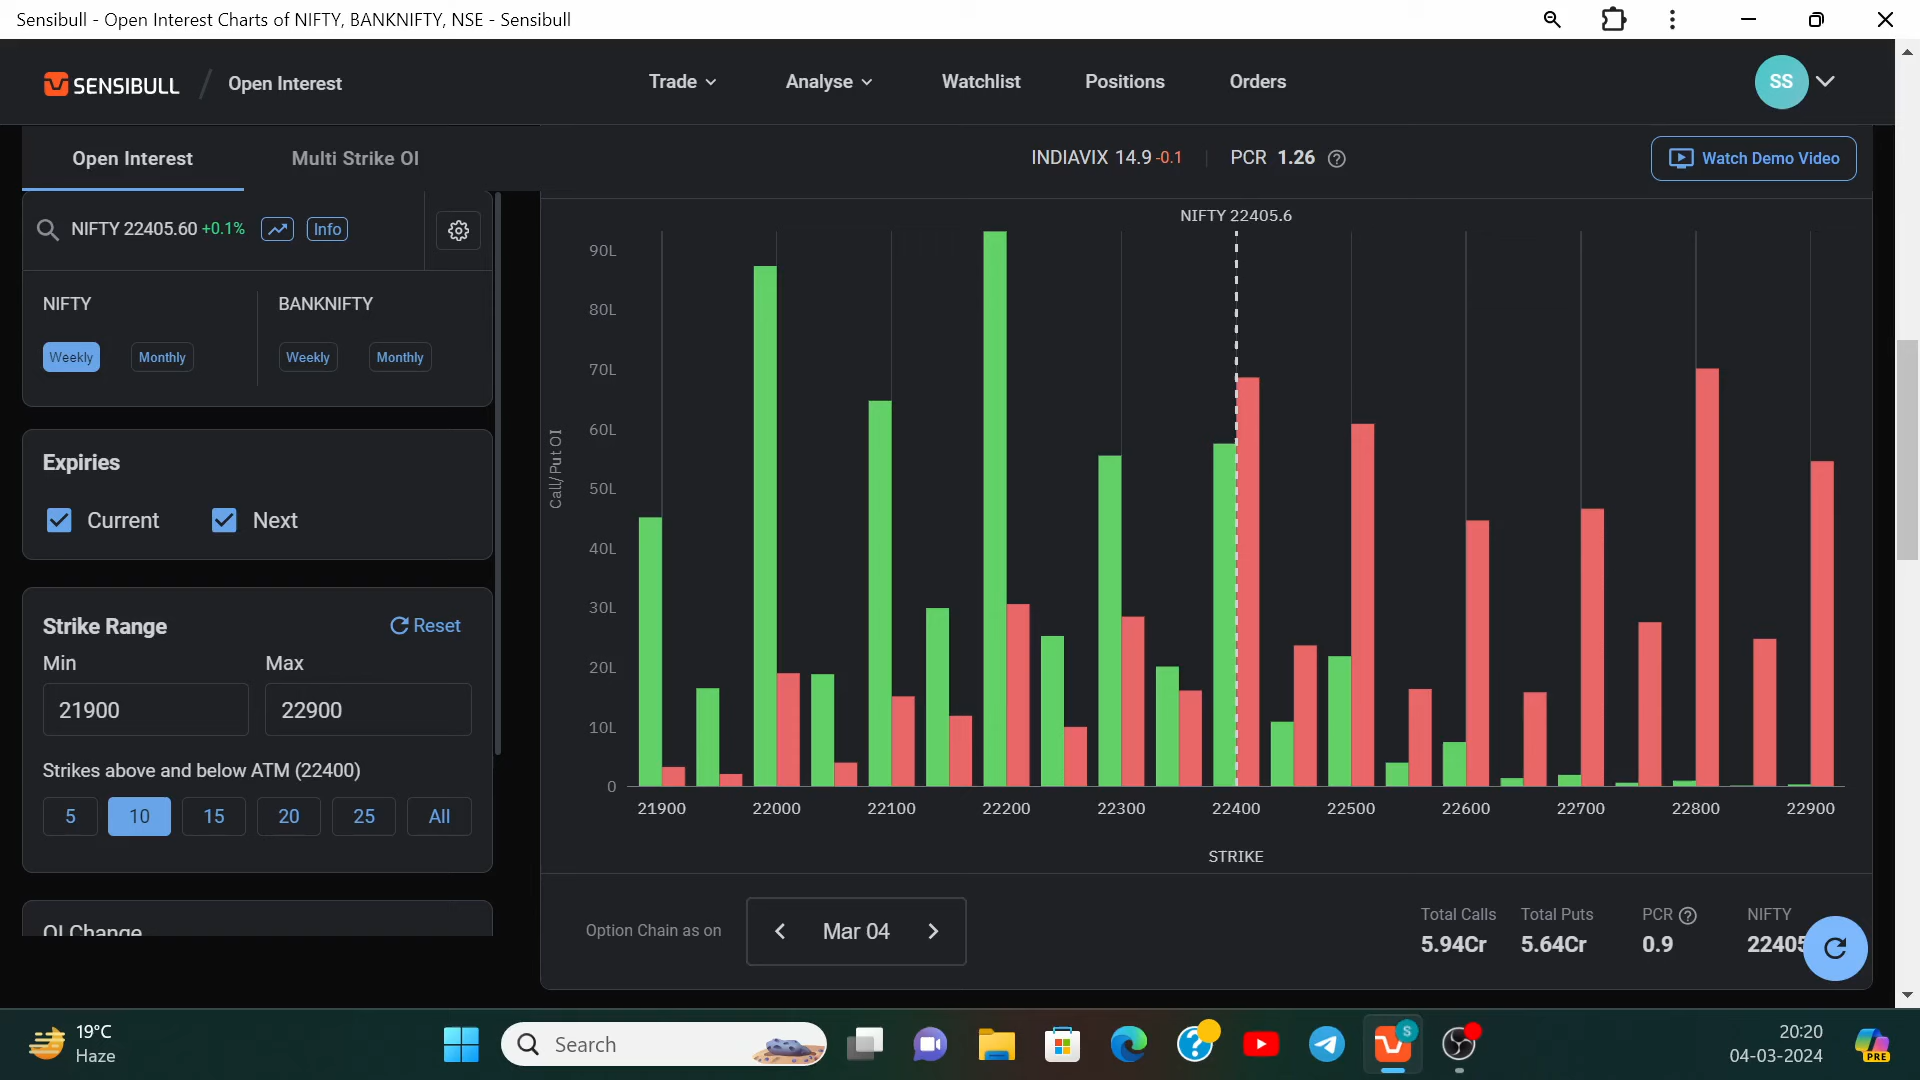 Sensibull - Open Interest Charts of NIFTY, BANKNIFTY, NSE - Sensibull
SENSIBULL / Open Interest
Trade
Analyse
Watchlist
Positions
Orders
SS
Open Interest
Multi Strike OI
INDIAVIX 14.9 -0.1
PCR 1.26
Watch Demo Video
NIFTY 22405.60 +0.1%
Info
NIFTY
BANKNIFTY
Weekly
Monthly
Weekly
Monthly
Expiries
Current
Next
Strike Range
Reset
Min
Max
21900
22900
Strikes above and below ATM (22400)
5
10
15
20
25
All
OI Change
NIFTY 22405.6
90L
80L
70L
60L
50L
40L
30L
20L
10L
0
Call/Put OI
21900
22000
22100
22200
22300
22400
22500
22600
22700
22800
22900
STRIKE
Option Chain as on
Mar 04
Total Calls
5.94Cr
Total Puts
5.64Cr
PCR
0.9
NIFTY
22405
19°C
Haze
Search
S
PRE
20:20
04-03-2024